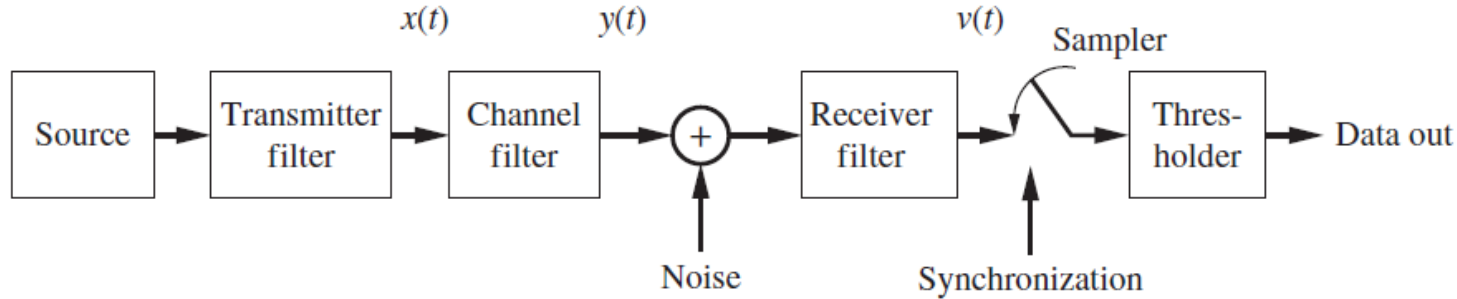 x(t)
y(t)
v(t)
Sampler
Source
Transmitter
filter
Channel
filter
+
Receiver
filter
Thres-
holder
Data out
Noise
Synchronization